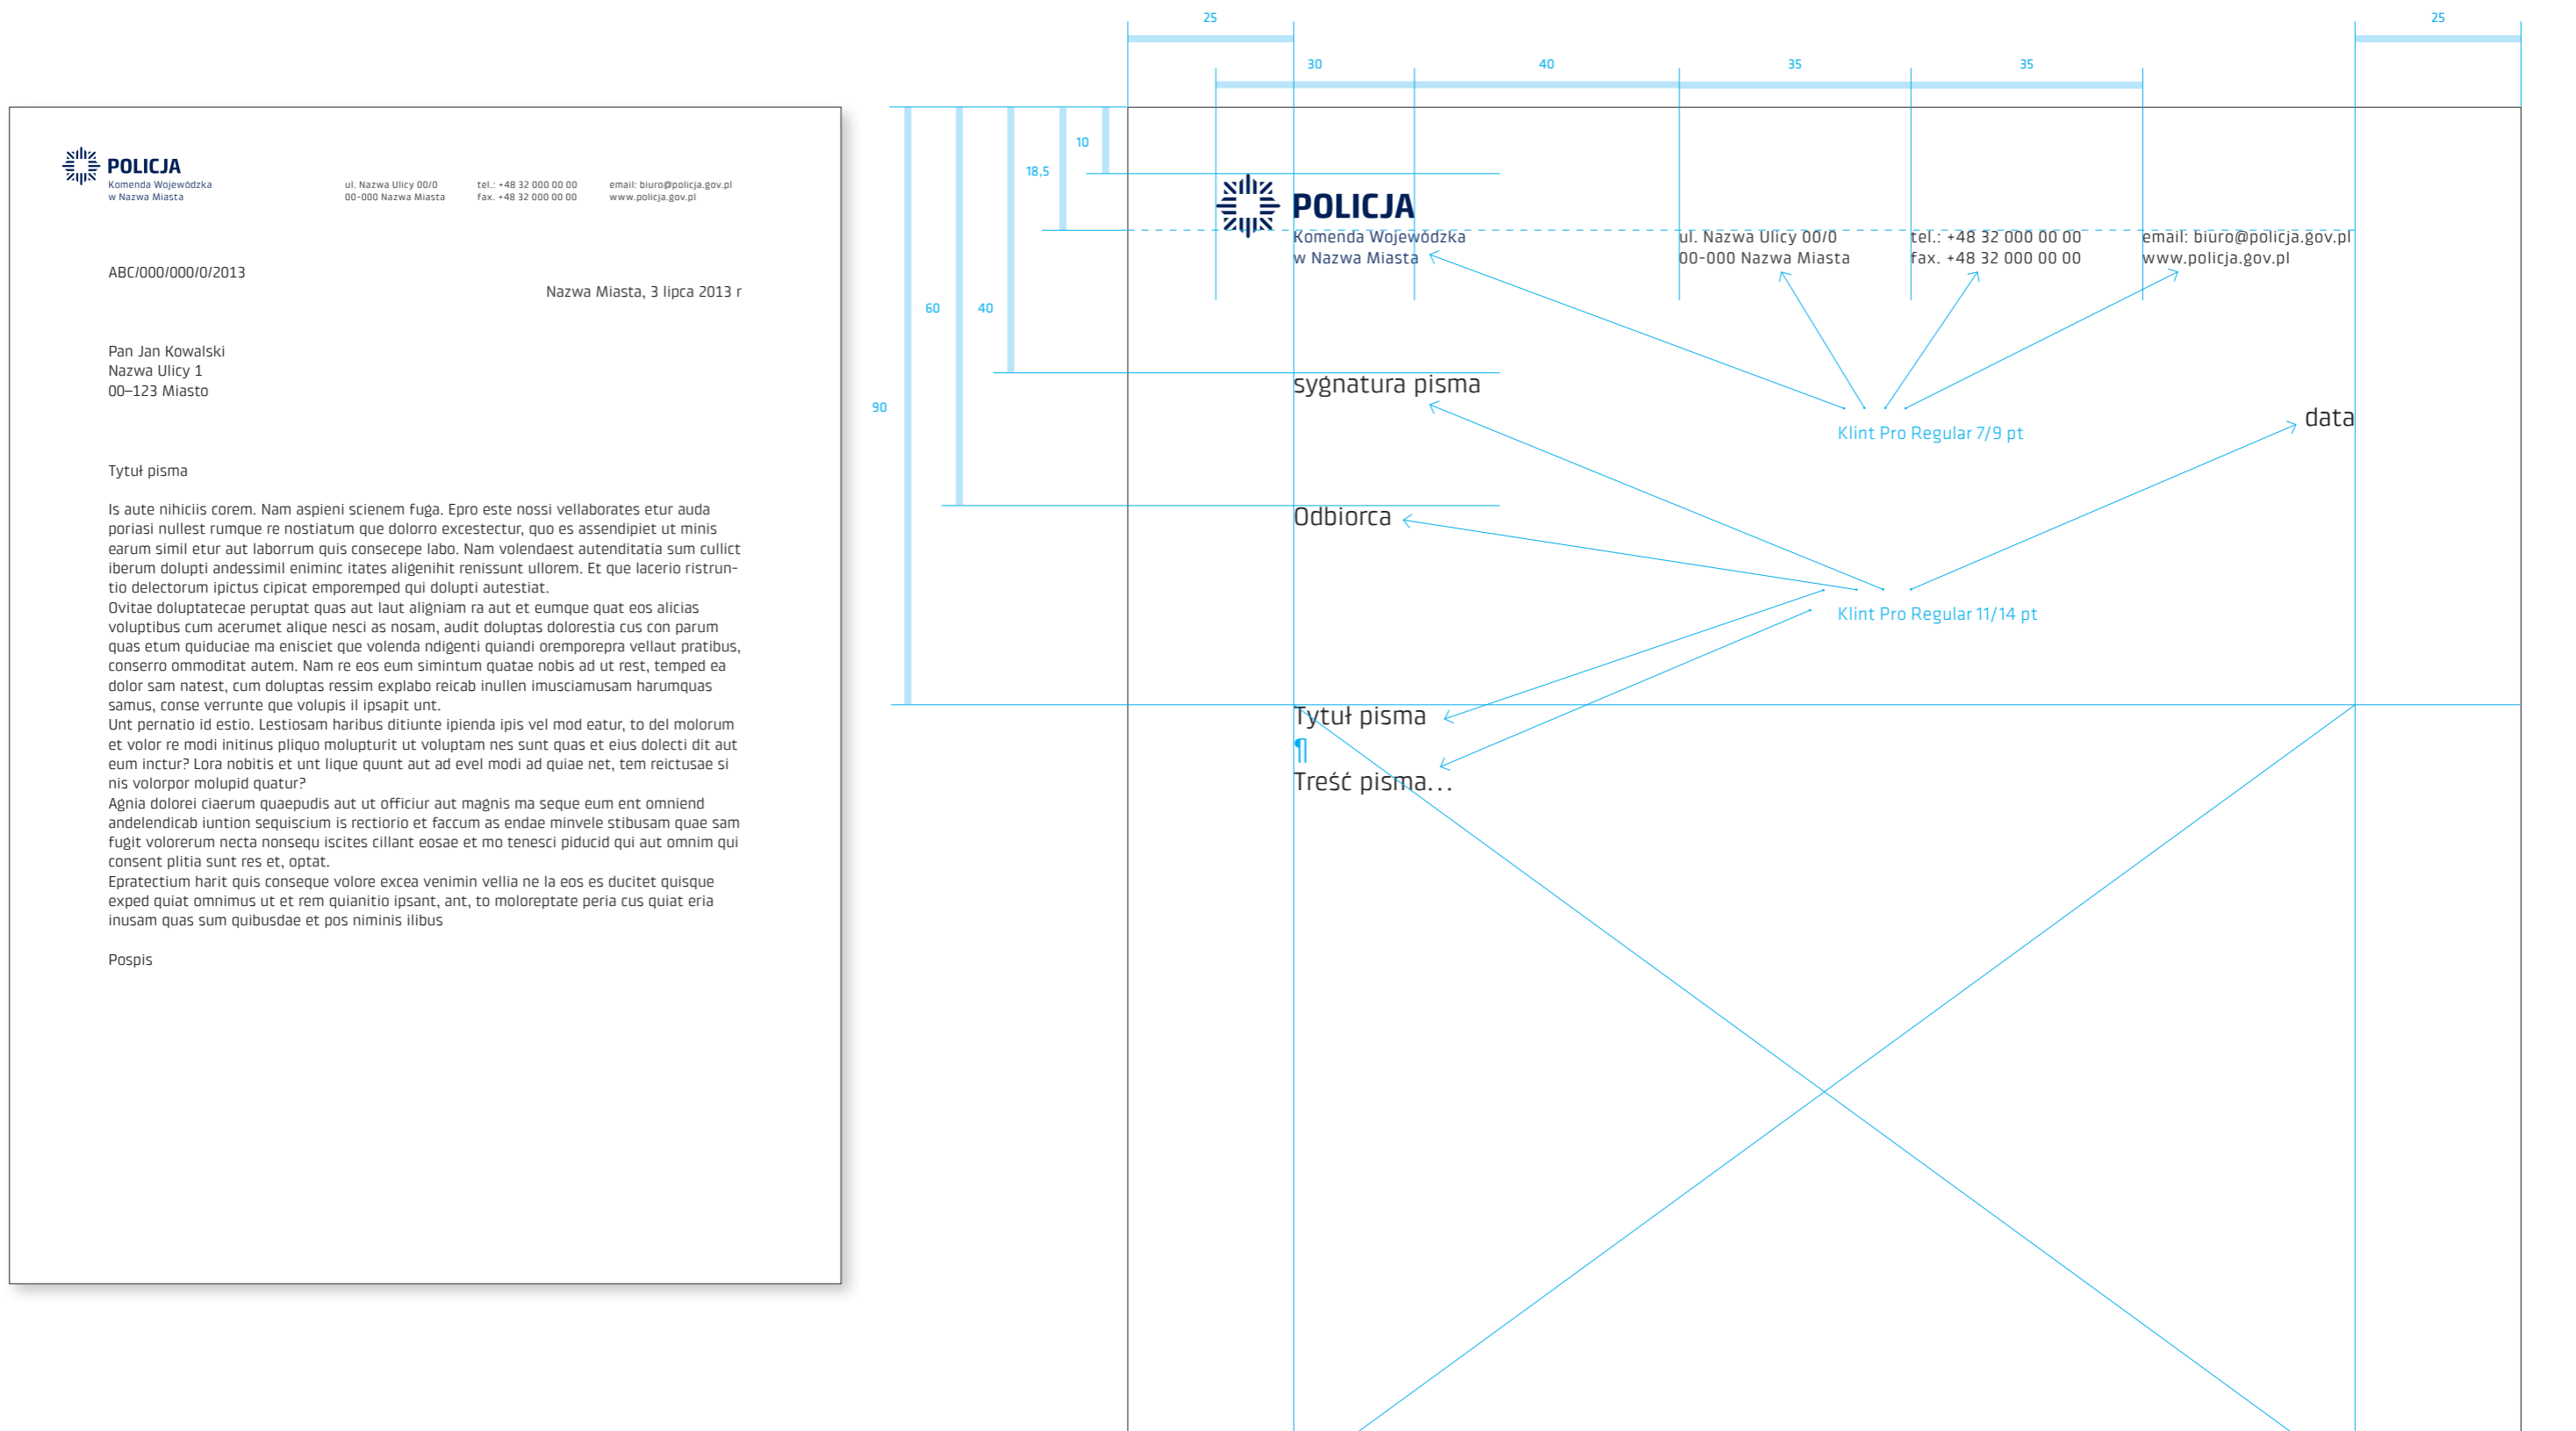 POLICJA
Komenda Wojewódzka
w Nazwa Miasta
ul. Nazwa Ulicy 00/0
00-000 Nazwa Miasta
tel.: +48 32 000 00 00
fax. +48 32 000 00 00
email: biuro@policja.gov.pl
www.policja.gov.pl
ABC/000/000/0/2013
Nazwa Miasta, 3 lipca 2013 r
Pan Jan Kowalski
Nazwa Ulicy 1
00–123 Miasto
Tytuł pisma
Is aute nihiciis corem. Nam aspieni scienem fuga. Epro este nossi vellaborates etur auda
poriasi nullest rumque re nostiatum que dolorro excestectur, quo es assendipiet ut minis
earum simil etur aut laborrum quis consecepe labo. Nam volendaest autenditatia sum cullict
iberum dolupti andessimil eniminc itates aligenihit renissunt ullorem. Et que lacerio ristrun-
tio delectorum ipictus cipicat emporemped qui dolupti autestiat.
Ovitae doluptatecae peruptat quas aut laut aligniam ra aut et eumque quat eos alicias
voluptibus cum acerumet alique nesci as nosam, audit doluptas dolorestia cus con parum
quas etum quiduciae ma enisciet que volenda ndigenti quiandi oremporepra vellaut pratibus,
conserro ommoditat autem. Nam re eos eum simintum quatae nobis ad ut rest, temped ea
dolor sam natest, cum doluptas ressim explabo reicab inullen imusciamusam harumquas
samus, conse verrunte que volupis il ipsapit unt.
Unt pernatio id estio. Lestiosam haribus ditiunte ipienda ipis vel mod eatur, to del molorum
et volor re modi initinus pliquo molupturit ut voluptam nes sunt quas et eius dolecti dit aut
eum inctur? Lora nobitis et unt lique quunt aut ad evel modi ad quiae net, tem reictusae si
nis volorpor molupid quatur?
Agnia dolorei ciaerum quaepudis aut ut officiur aut magnis ma seque eum ent omniend
andelendicab iuntion sequiscium is rectiorio et faccum as endae minvele stibusam quae sam
fugit volorerum necta nonsequ iscites cillant eosae et mo tenesci piducid qui aut omnim qui
consent plitia sunt res et, optat.
Epratectium harit quis conseque volore excea venimin vellia ne la eos es ducitet quisque
exped quiat omnimus ut et rem quianitio ipsant, ant, to moloreptate peria cus quiat eria
inusam quas sum quibusdae et pos niminis ilibus
Pospis
25
25
30
40
35
35
10
18,5
60
40
90
POLICJA
Komenda Wojewódzka
w Nazwa Miasta
ul. Nazwa Ulicy 00/0
00-000 Nazwa Miasta
tel.: +48 32 000 00 00
fax. +48 32 000 00 00
email: biuro@policja.gov.pl
www.policja.gov.pl
sygnatura pisma
data
Klint Pro Regular 7/9 pt
Odbiorca
Klint Pro Regular 11/14 pt
Tytuł pisma
¶
Treść pisma...